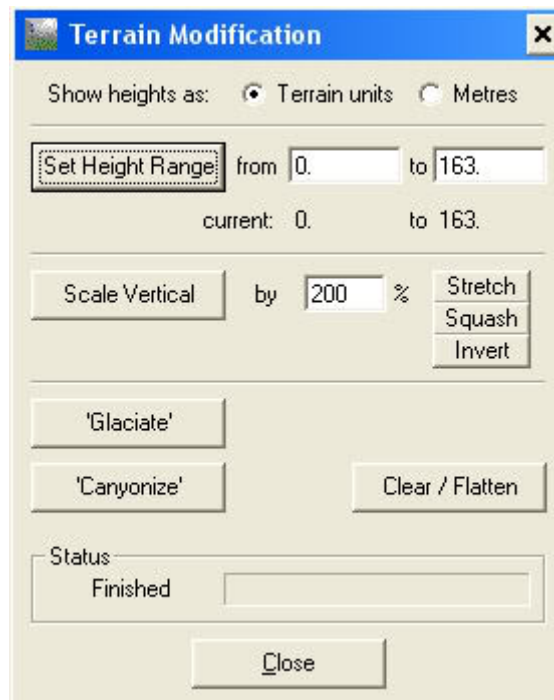 Terrain Modification
Show heights as: Terrain units Metres
Set Height Range from 0. to 163.
current: 0. to 163.
Scale Vertical by 200 % Stretch
Squash
Invert
'Glaciate'
'Canyonize' Clear / Flatten
Status
Finished
Close